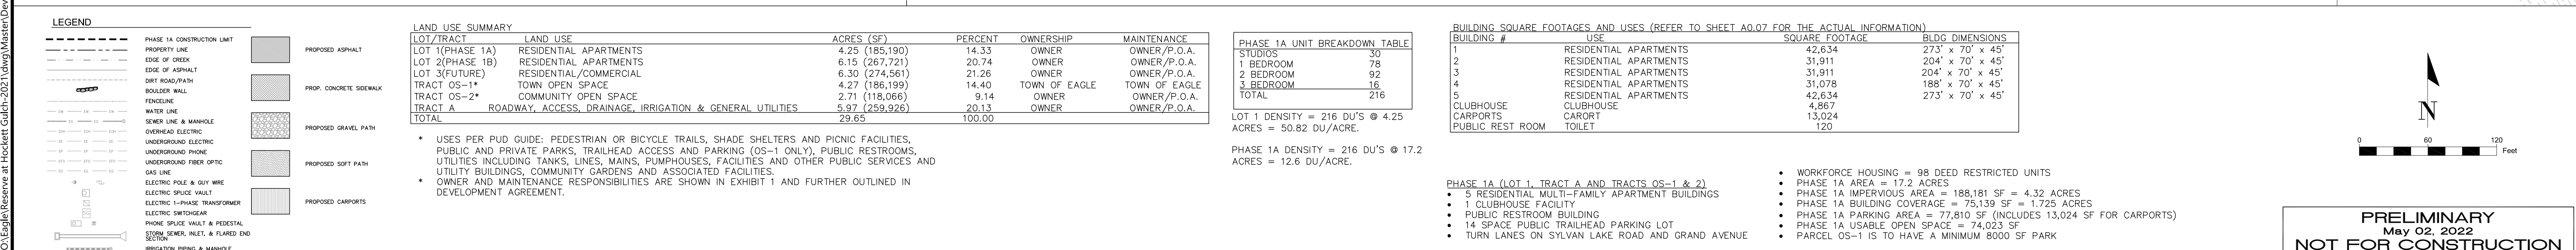 O:\Eagle\Reserve at Hockett Gulch-2021\dwg\Master\Dev
LEGEND
PHASE 1A CONSTRUCTION LIMIT
PROPERTY LINE
EDGE OF CREEK
EDGE OF ASPHALT
DIRT ROAD/PATH
BOULDER WALL
FENCELINE
WATER LINE
SEWER LINE & MANHOLE
OVERHEAD ELECTRIC
UNDERGROUND ELECTRIC
UNDERGROUND PHONE
UNDERGROUND FIBER OPTIC
GAS LINE
ELECTRIC POLE & GUY WIRE
ELECTRIC SPLICE VAULT
ELECTRIC 1-PHASE TRANSFORMER
ELECTRIC SWITCHGEAR
PHONE SPLICE VAULT & PEDESTAL
STORM SEWER, INLET, & FLARED END
SECTION
IRRIGATION PIPING & MANHOLE
PROPOSED ASPHALT
PROP. CONCRETE SIDEWALK
PROPOSED GRAVEL PATH
PROPOSED SOFT PATH
PROPOSED CARPORTS
LAND USE SUMMARY
LOT/TRACT LAND USE ACRES (SF) PERCENT OWNERSHIP MAINTENANCE
LOT 1(PHASE 1A) RESIDENTIAL APARTMENTS 4.25 (185,190) 14.33 OWNER OWNER/P.O.A.
LOT 2(PHASE 1B) RESIDENTIAL APARTMENTS 6.15 (267,721) 20.74 OWNER OWNER/P.O.A.
LOT 3(FUTURE) RESIDENTIAL/COMMERCIAL 6.30 (274,561) 21.26 OWNER OWNER/P.O.A.
TRACT OS-1* TOWN OPEN SPACE 4.27 (186,199) 14.40 TOWN OF EAGLE TOWN OF EAGLE
TRACT OS-2* COMMUNITY OPEN SPACE 2.71 (118,066) 9.14 OWNER OWNER/P.O.A.
TRACT A ROADWAY, ACCESS, DRAINAGE, IRRIGATION & GENERAL UTILITIES 5.97 (259,926) 20.13 OWNER OWNER/P.O.A.
TOTAL 29.65 100.00
* USES PER PUD GUIDE: PEDESTRIAN OR BICYCLE TRAILS, SHADE SHELTERS AND PICNIC FACILITIES,
PUBLIC AND PRIVATE PARKS, TRAILHEAD ACCESS AND PARKING (OS-1 ONLY), PUBLIC RESTROOMS,
UTILITIES INCLUDING TANKS, LINES, MAINS, PUMPHOUSES, FACILITIES AND OTHER PUBLIC SERVICES AND
UTILITY BUILDINGS, COMMUNITY GARDENS AND ASSOCIATED FACILITIES.
* OWNER AND MAINTENANCE RESPONSIBILITIES ARE SHOWN IN EXHIBIT 1 AND FURTHER OUTLINED IN
DEVELOPMENT AGREEMENT.
PHASE 1A UNIT BREAKDOWN TABLE
STUDIOS 30
1 BEDROOM 78
2 BEDROOM 92
3 BEDROOM 16
TOTAL 216
LOT 1 DENSITY = 216 DU'S @ 4.25
ACRES = 50.82 DU/ACRE.
PHASE 1A DENSITY = 216 DU'S @ 17.2
ACRES = 12.6 DU/ACRE.
BUILDING SQUARE FOOTAGES AND USES (REFER TO SHEET A0.07 FOR THE ACTUAL INFORMATION)
BUILDING # USE SQUARE FOOTAGE BLDG DIMENSIONS
1 RESIDENTIAL APARTMENTS 42,634 273' x 70' x 45'
2 RESIDENTIAL APARTMENTS 31,911 204' x 70' x 45'
3 RESIDENTIAL APARTMENTS 31,911 204' x 70' x 45'
4 RESIDENTIAL APARTMENTS 31,078 188' x 70' x 45'
5 RESIDENTIAL APARTMENTS 42,634 273' x 70' x 45'
CLUBHOUSE CLUBHOUSE 4,867
CARPORTS CARORT 13,024
PUBLIC REST ROOM TOILET 120
PHASE 1A (LOT 1, TRACT A AND TRACTS OS-1 & 2)
• 5 RESIDENTIAL MULTI-FAMILY APARTMENT BUILDINGS
• 1 CLUBHOUSE FACILITY
• PUBLIC RESTROOM BUILDING
• 14 SPACE PUBLIC TRAILHEAD PARKING LOT
• TURN LANES ON SYLVAN LAKE ROAD AND GRAND AVENUE
• WORKFORCE HOUSING = 98 DEED RESTRICTED UNITS
• PHASE 1A AREA = 17.2 ACRES
• PHASE 1A IMPERVIOUS AREA = 188,181 SF = 4.32 ACRES
• PHASE 1A BUILDING COVERAGE = 75,139 SF = 1.725 ACRES
• PHASE 1A PARKING AREA = 77,810 SF (INCLUDES 13,024 SF FOR CARPORTS)
• PHASE 1A USABLE OPEN SPACE = 74,023 SF
• PARCEL OS-1 IS TO HAVE A MINIMUM 8000 SF PARK
N
0 60 120
Feet
PRELIMINARY
May 02, 2022
NOT FOR CONSTRUCTION